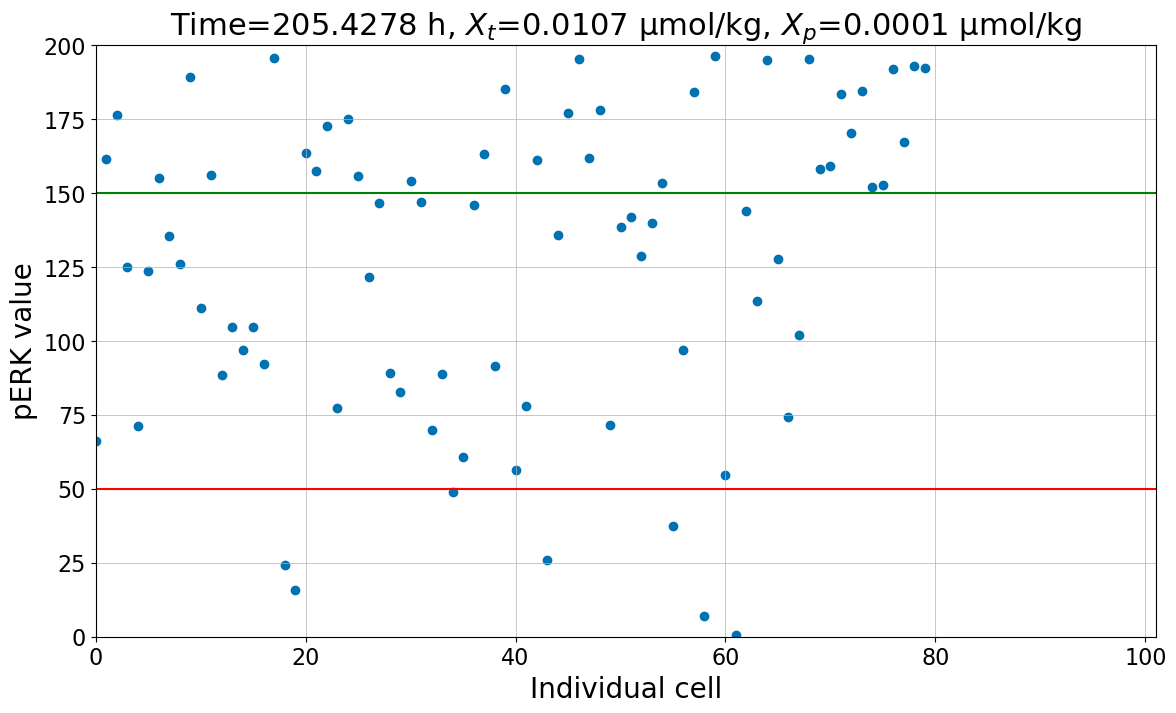 Time=205.4278 h, Xₜ=0.0107 μmol/kg, Xₚ=0.0001 μmol/kg
pERK value
200
175
150
125
100
75
50
25
0
0 20 40 60 80 100
Individual cell